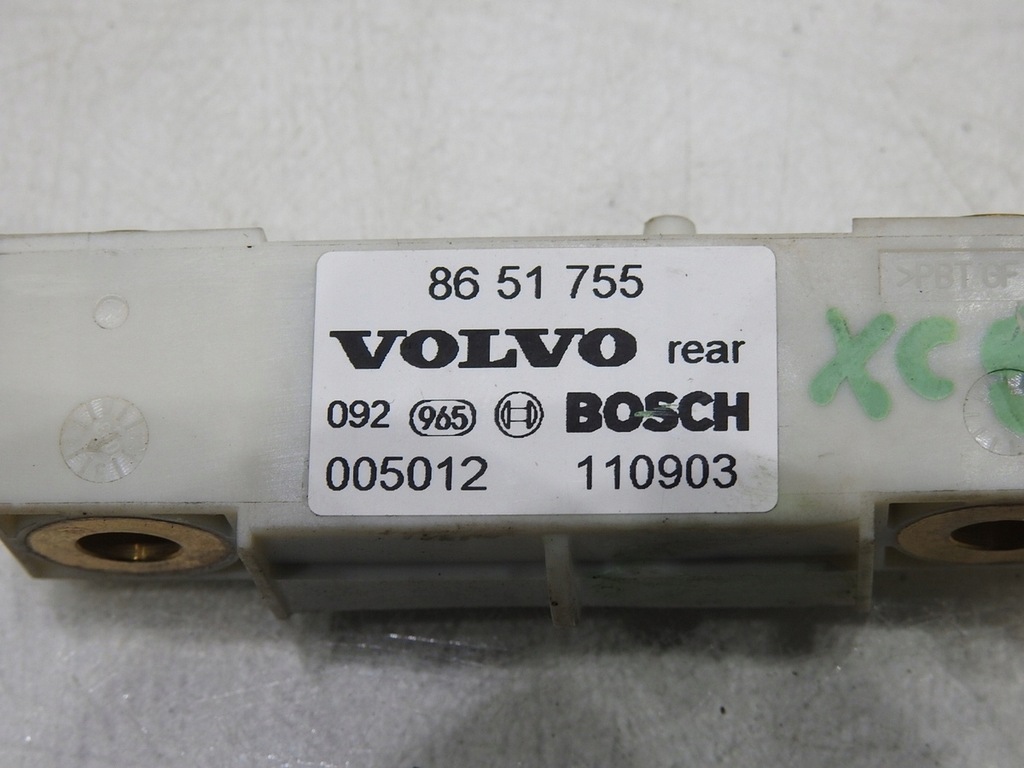 86 51 755
VOLVO rear
092 965 BOSCH
005012 110903
>PBT GF
XC